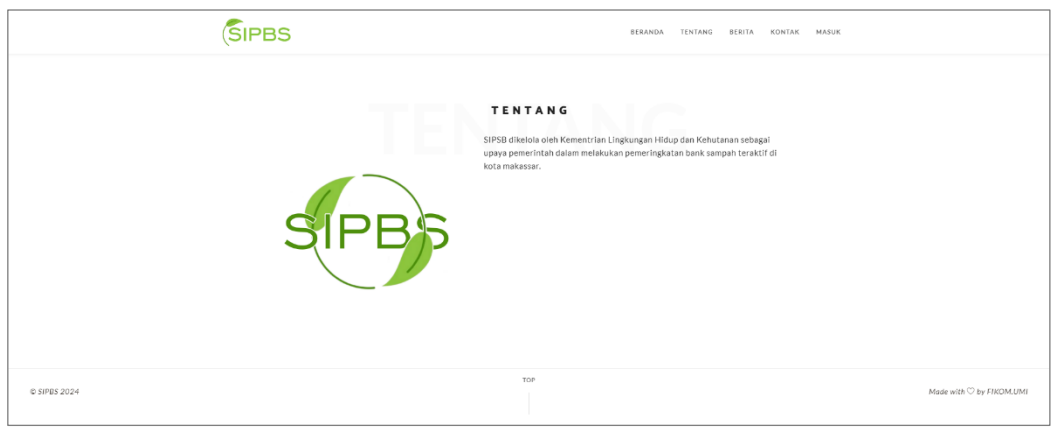 SIPBS
BERANDA TENTANG BERITA KONTAK MASUK
TENTANG
TENTANG
SIPSB dikelola oleh Kementrian Lingkungan Hidup dan Kehutanan sebagai
upaya pemerintah dalam melakukan pemeringkatan bank sampah teraktif di
kota makassar.
SIPBS
TOP
© SIPBS 2024
Made with ♡ by FIKOM.UMI